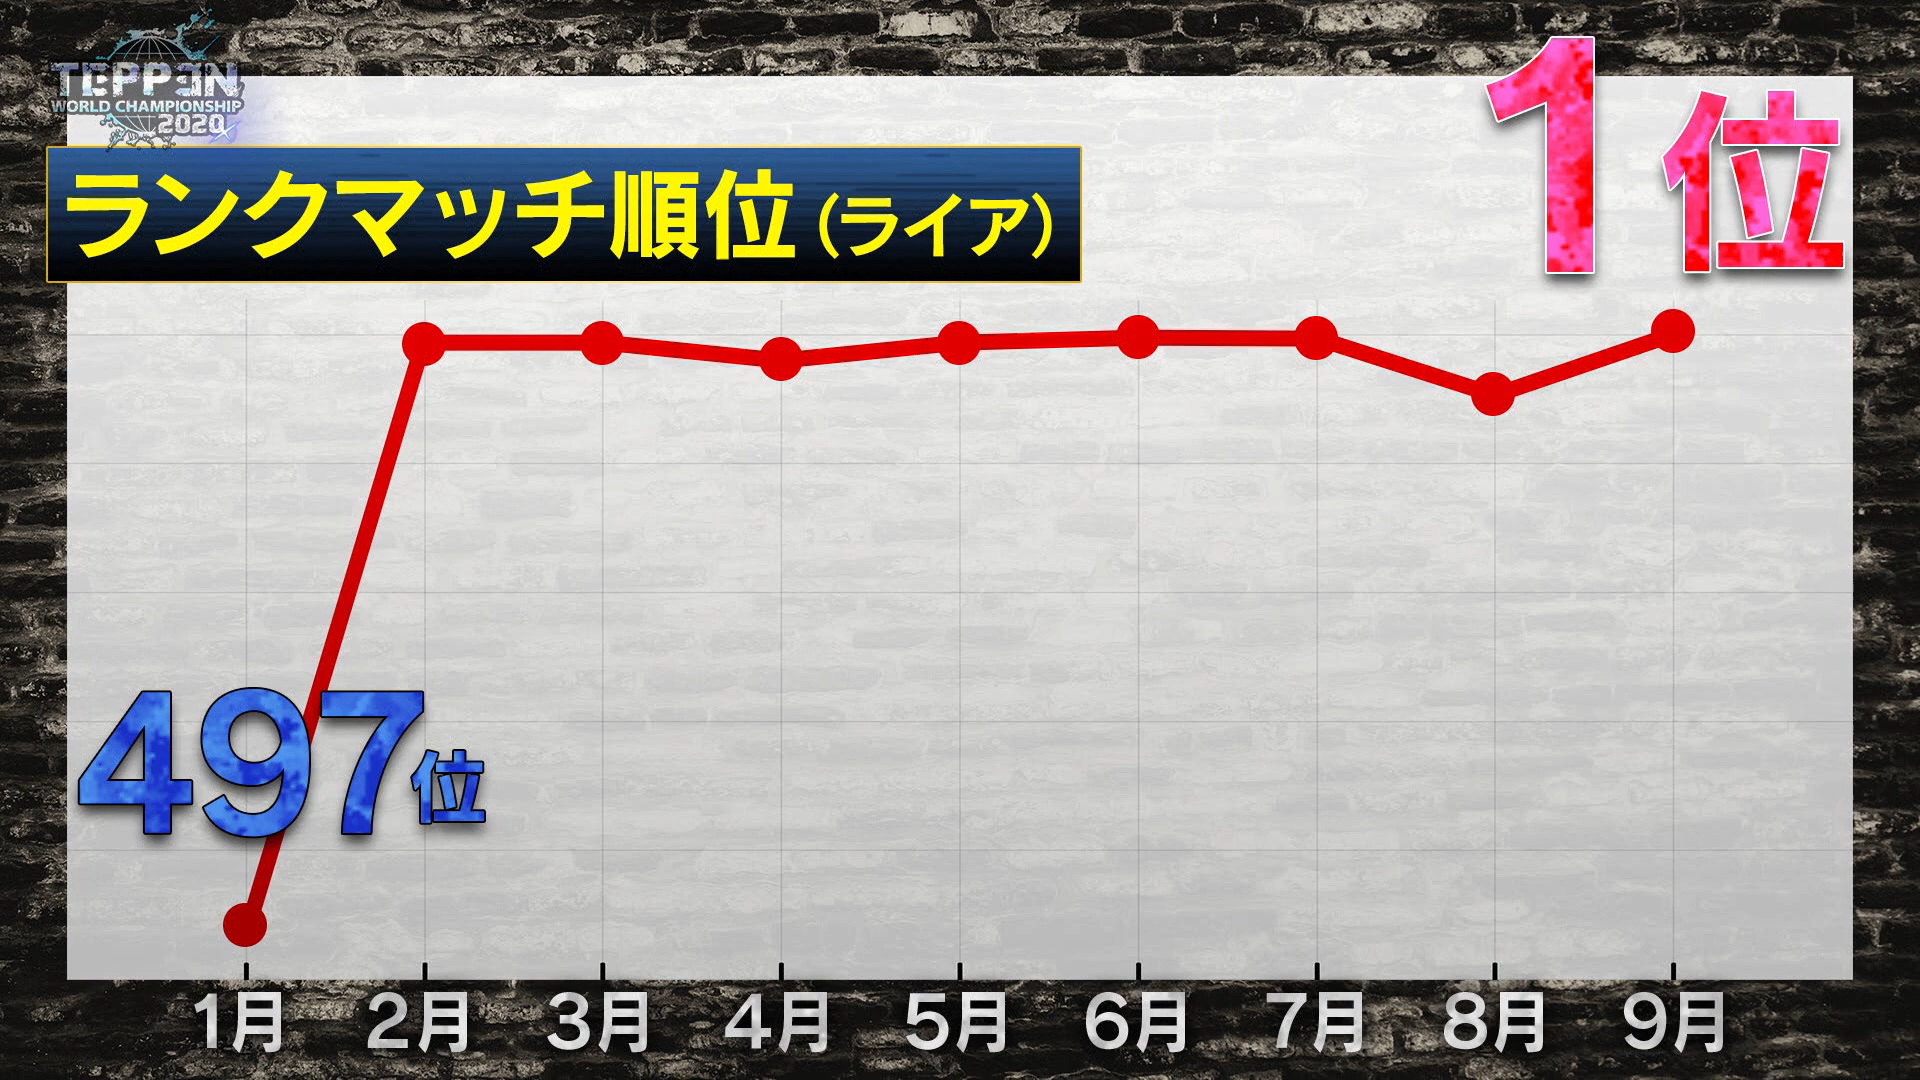 TEPPEN
WORLD CHAMPIONSHIP
2020
1位
ランクマッチ順位（ライア）
497位
1月 2月 3月 4月 5月 6月 7月 8月 9月